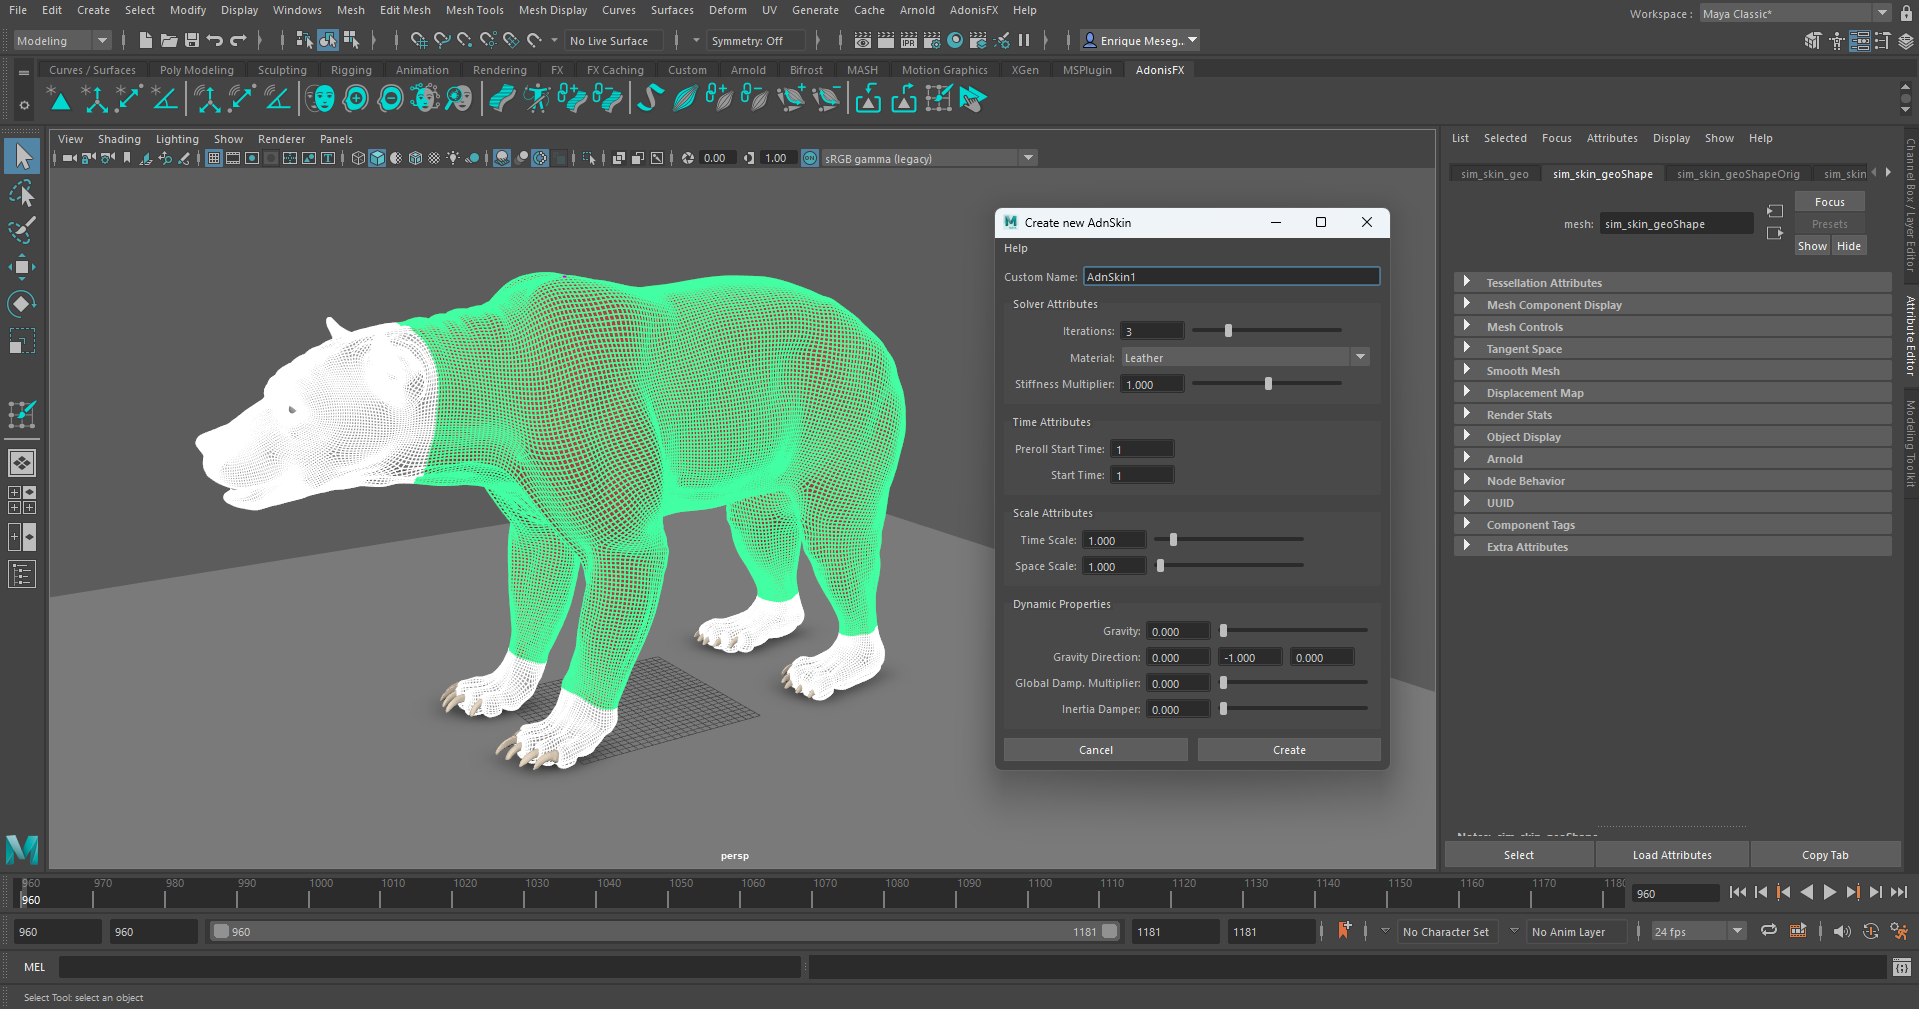 File Edit Create Select Modify Display Windows Mesh Edit Mesh Mesh Tools Mesh Display Curves Surfaces Deform UV Generate Cache Arnold AdonisFX Help
Workspace : Maya Classic*
Modeling No Live Surface Symmetry: Off IPR Enrique Meseg..
Curves / Surfaces Poly Modeling Sculpting Rigging Animation Rendering FX FX Caching Custom Arnold Bifrost MASH Motion Graphics XGen MSPlugin AdonisFX
View Shading Lighting Show Renderer Panels
0.00 1.00 ON sRGB gamma (legacy)
persp
Create new AdnSkin
Help
Custom Name: AdnSkin1
Solver Attributes
Iterations: 3
Material: Leather
Stiffness Multiplier: 1.000
Time Attributes
Preroll Start Time: 1
Start Time: 1
Scale Attributes
Time Scale: 1.000
Space Scale: 1.000
Dynamic Properties
Gravity: 0.000
Gravity Direction: 0.000 -1.000 0.000
Global Damp. Multiplier: 0.000
Inertia Damper: 0.000
Cancel Create
List Selected Focus Attributes Display Show Help
sim_skin_geo sim_skin_geoShape sim_skin_geoShapeOrig sim_skin
Focus
mesh: sim_skin_geoShape Presets
Show Hide
Tessellation Attributes
Mesh Component Display
Mesh Controls
Tangent Space
Smooth Mesh
Displacement Map
Render Stats
Object Display
Arnold
Node Behavior
UUID
Component Tags
Extra Attributes
Notes: sim_skin_geoShape
Select Load Attributes Copy Tab
Channel Box / Layer Editor
Attribute Editor
Modeling Toolkit
960 970 980 990 1000 1010 1020 1030 1040 1050 1060 1070 1080 1090 1100 1110 1120 1130 1140 1150 1160 1170 1180
960 960
960 960 960 1181 1181 1181 No Character Set No Anim Layer 24 fps
MEL
Select Tool: select an object